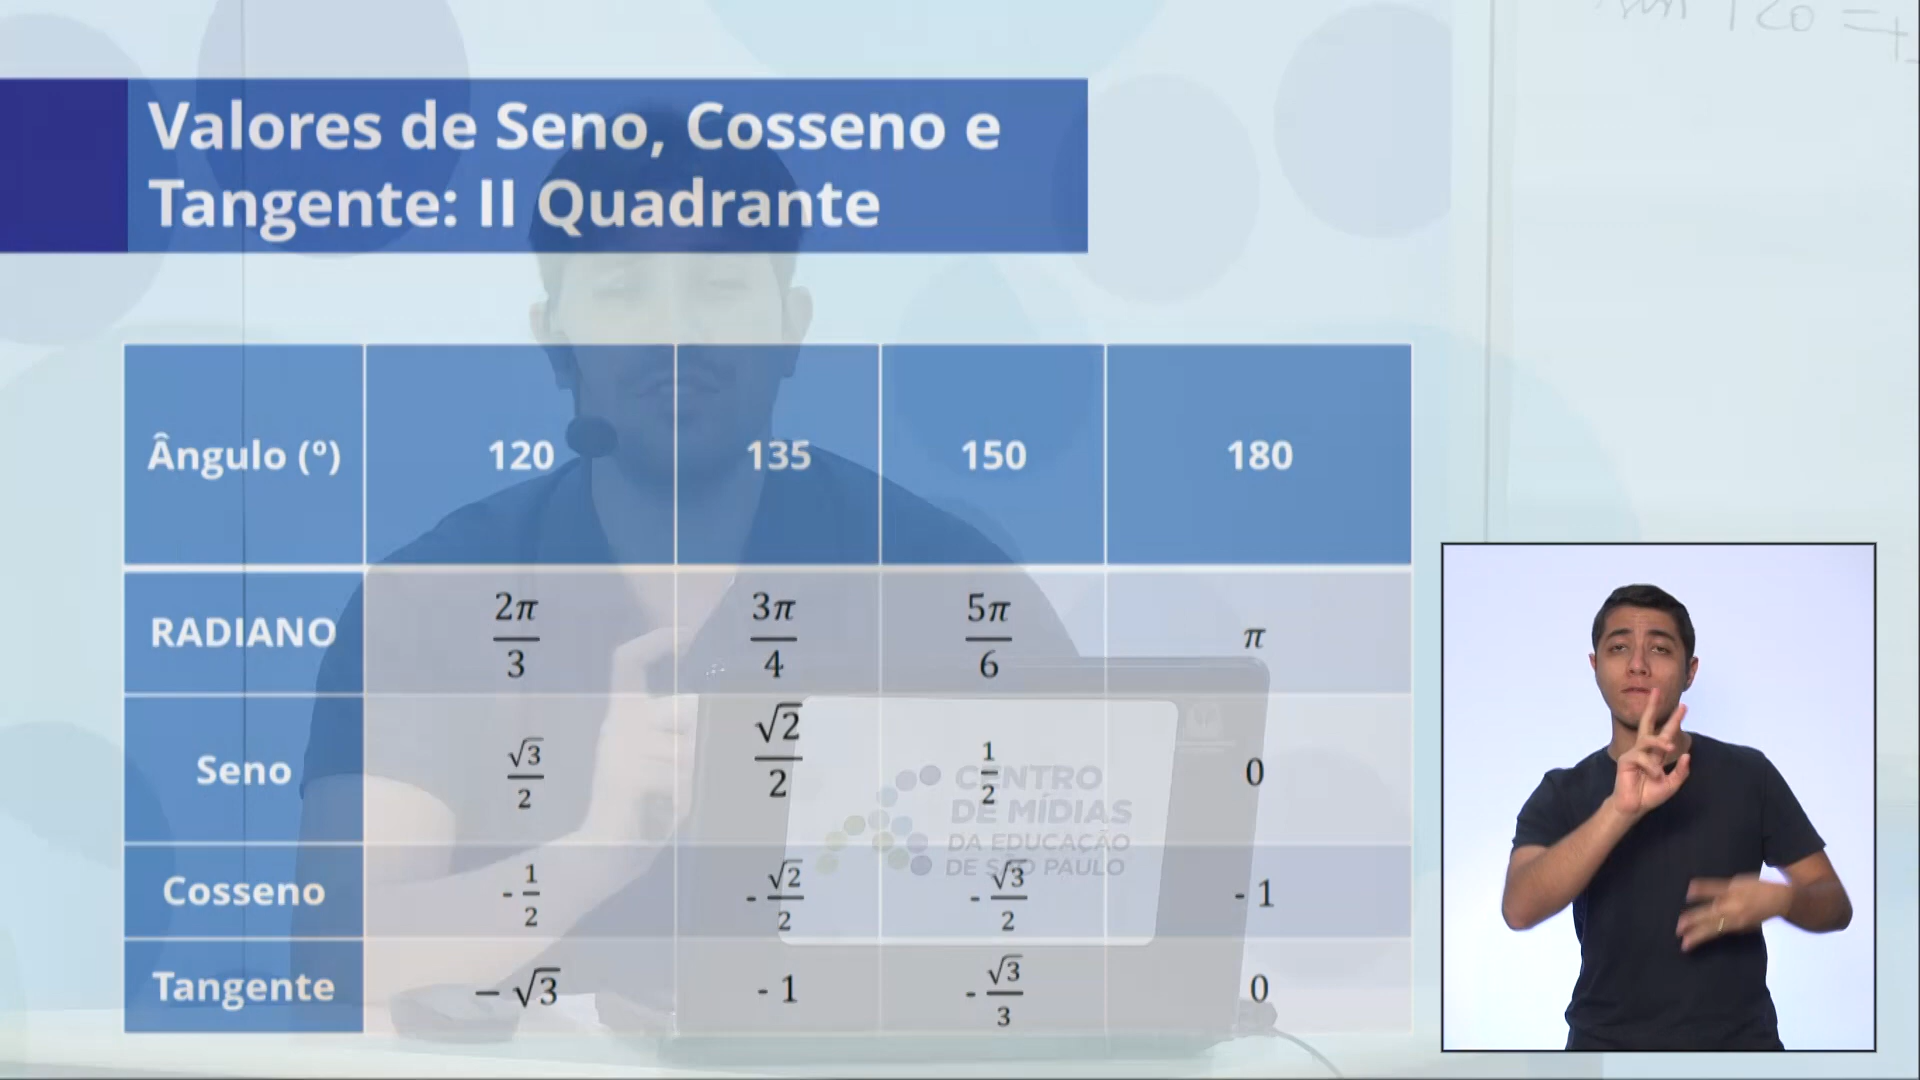 sen 120 = +
Valores de Seno, Cosseno e
Tangente: II Quadrante
Ângulo (º) 120 135 150 180
RADIANO 2π/3 3π/4 5π/6 π
Seno √3/2 √2/2 1/2 0
Cosseno - 1/2 - √2/2 - √3/2 - 1
Tangente − √3 - 1 - √3/3 0
CENTRO
DE MÍDIAS
DA EDUCAÇÃO
DE SÃO PAULO